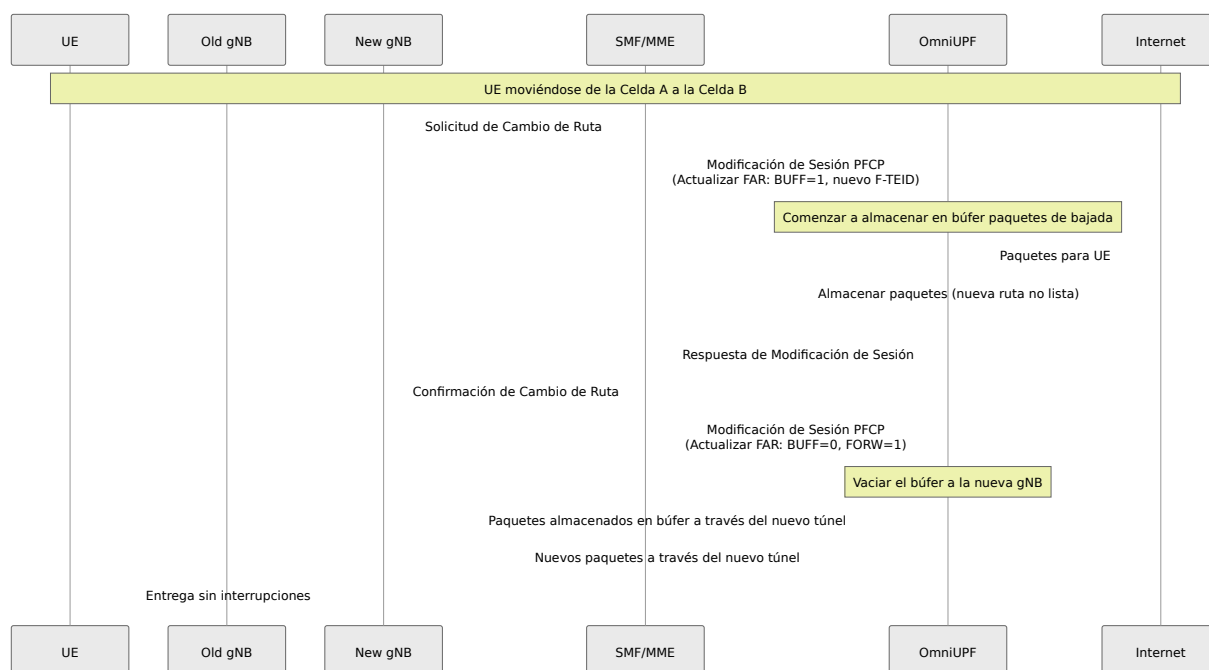 UE
Old gNB
New gNB
SMF/MME
OmniUPF
Internet
UE moviéndose de la Celda A a la Celda B
Solicitud de Cambio de Ruta
Modificación de Sesión PFCP
(Actualizar FAR: BUFF=1, nuevo F-TEID)
Comenzar a almacenar en búfer paquetes de bajada
Paquetes para UE
Almacenar paquetes (nueva ruta no lista)
Respuesta de Modificación de Sesión
Confirmación de Cambio de Ruta
Modificación de Sesión PFCP
(Actualizar FAR: BUFF=0, FORW=1)
Vaciar el búfer a la nueva gNB
Paquetes almacenados en búfer a través del nuevo túnel
Nuevos paquetes a través del nuevo túnel
Entrega sin interrupciones
UE
Old gNB
New gNB
SMF/MME
OmniUPF
Internet